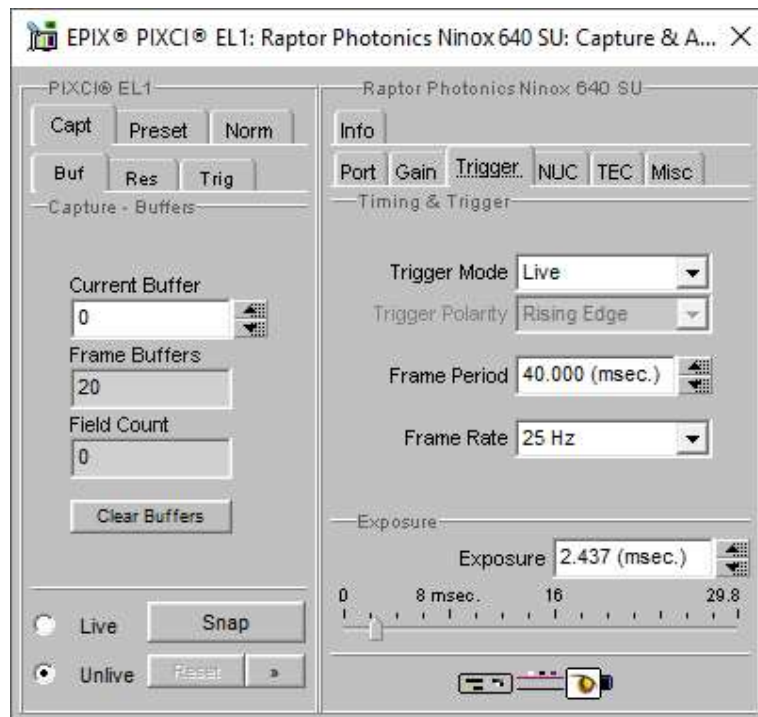 EPIX® PIXCI® EL1: Raptor Photonics Ninox 640 SU: Capture & A...
PIXCI® EL1
Capt Preset Norm
Buf Res Trig
Capture - Buffers
Current Buffer
0
Frame Buffers
20
Field Count
0
Clear Buffers
Live Snap
Unlive Reset »
Raptor Photonics Ninox 640 SU
Info
Port Gain Trigger NUC TEC Misc
Timing & Trigger
Trigger Mode Live
Trigger Polarity Rising Edge
Frame Period 40.000 (msec.)
Frame Rate 25 Hz
Exposure
Exposure 2.437 (msec.)
0 8 msec. 16 29.8